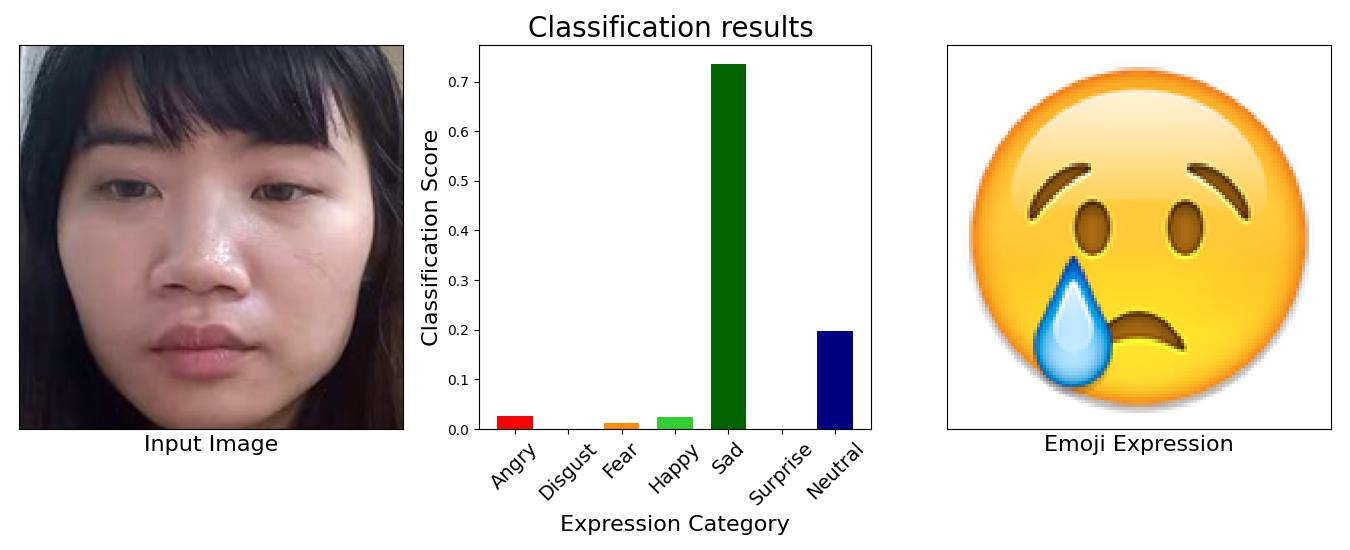 Classification results
Classification Score
0.7
0.6
0.5
0.4
0.3
0.2
0.1
0.0
Angry
Disgust
Fear
Happy
Sad
Surprise
Neutral
Input Image
Expression Category
Emoji Expression